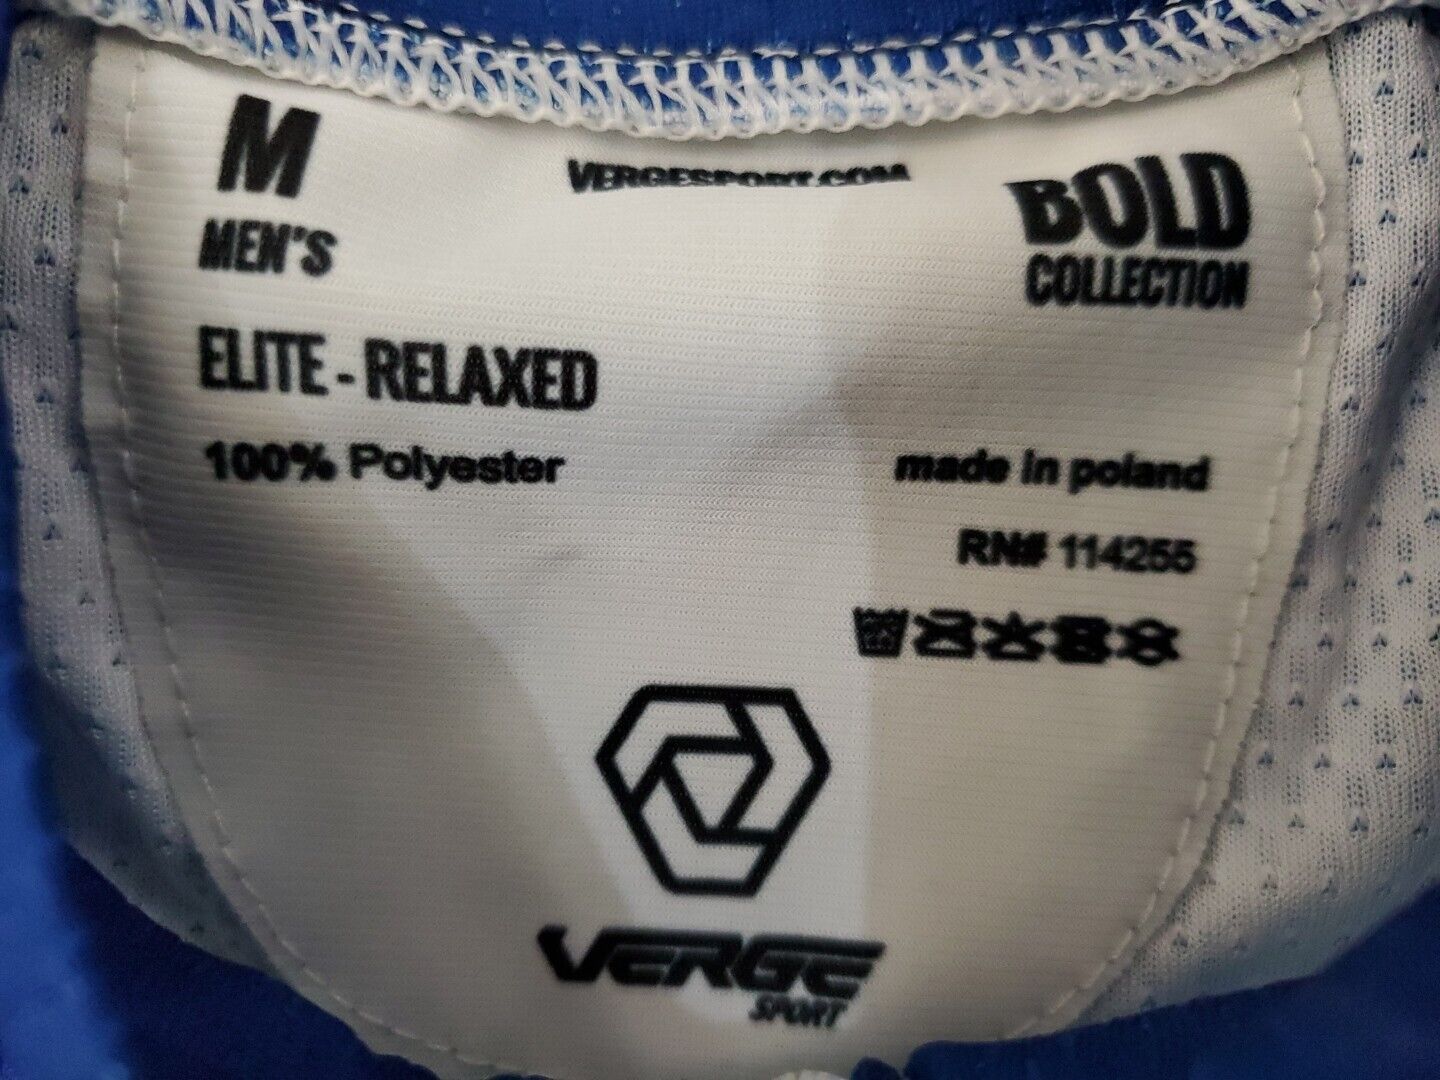 M
MEN'S
VERGESPORT.COM
BOLD
COLLECTION
ELITE - RELAXED
100% Polyester
made in poland
RN# 114255
VERGE
SPORT